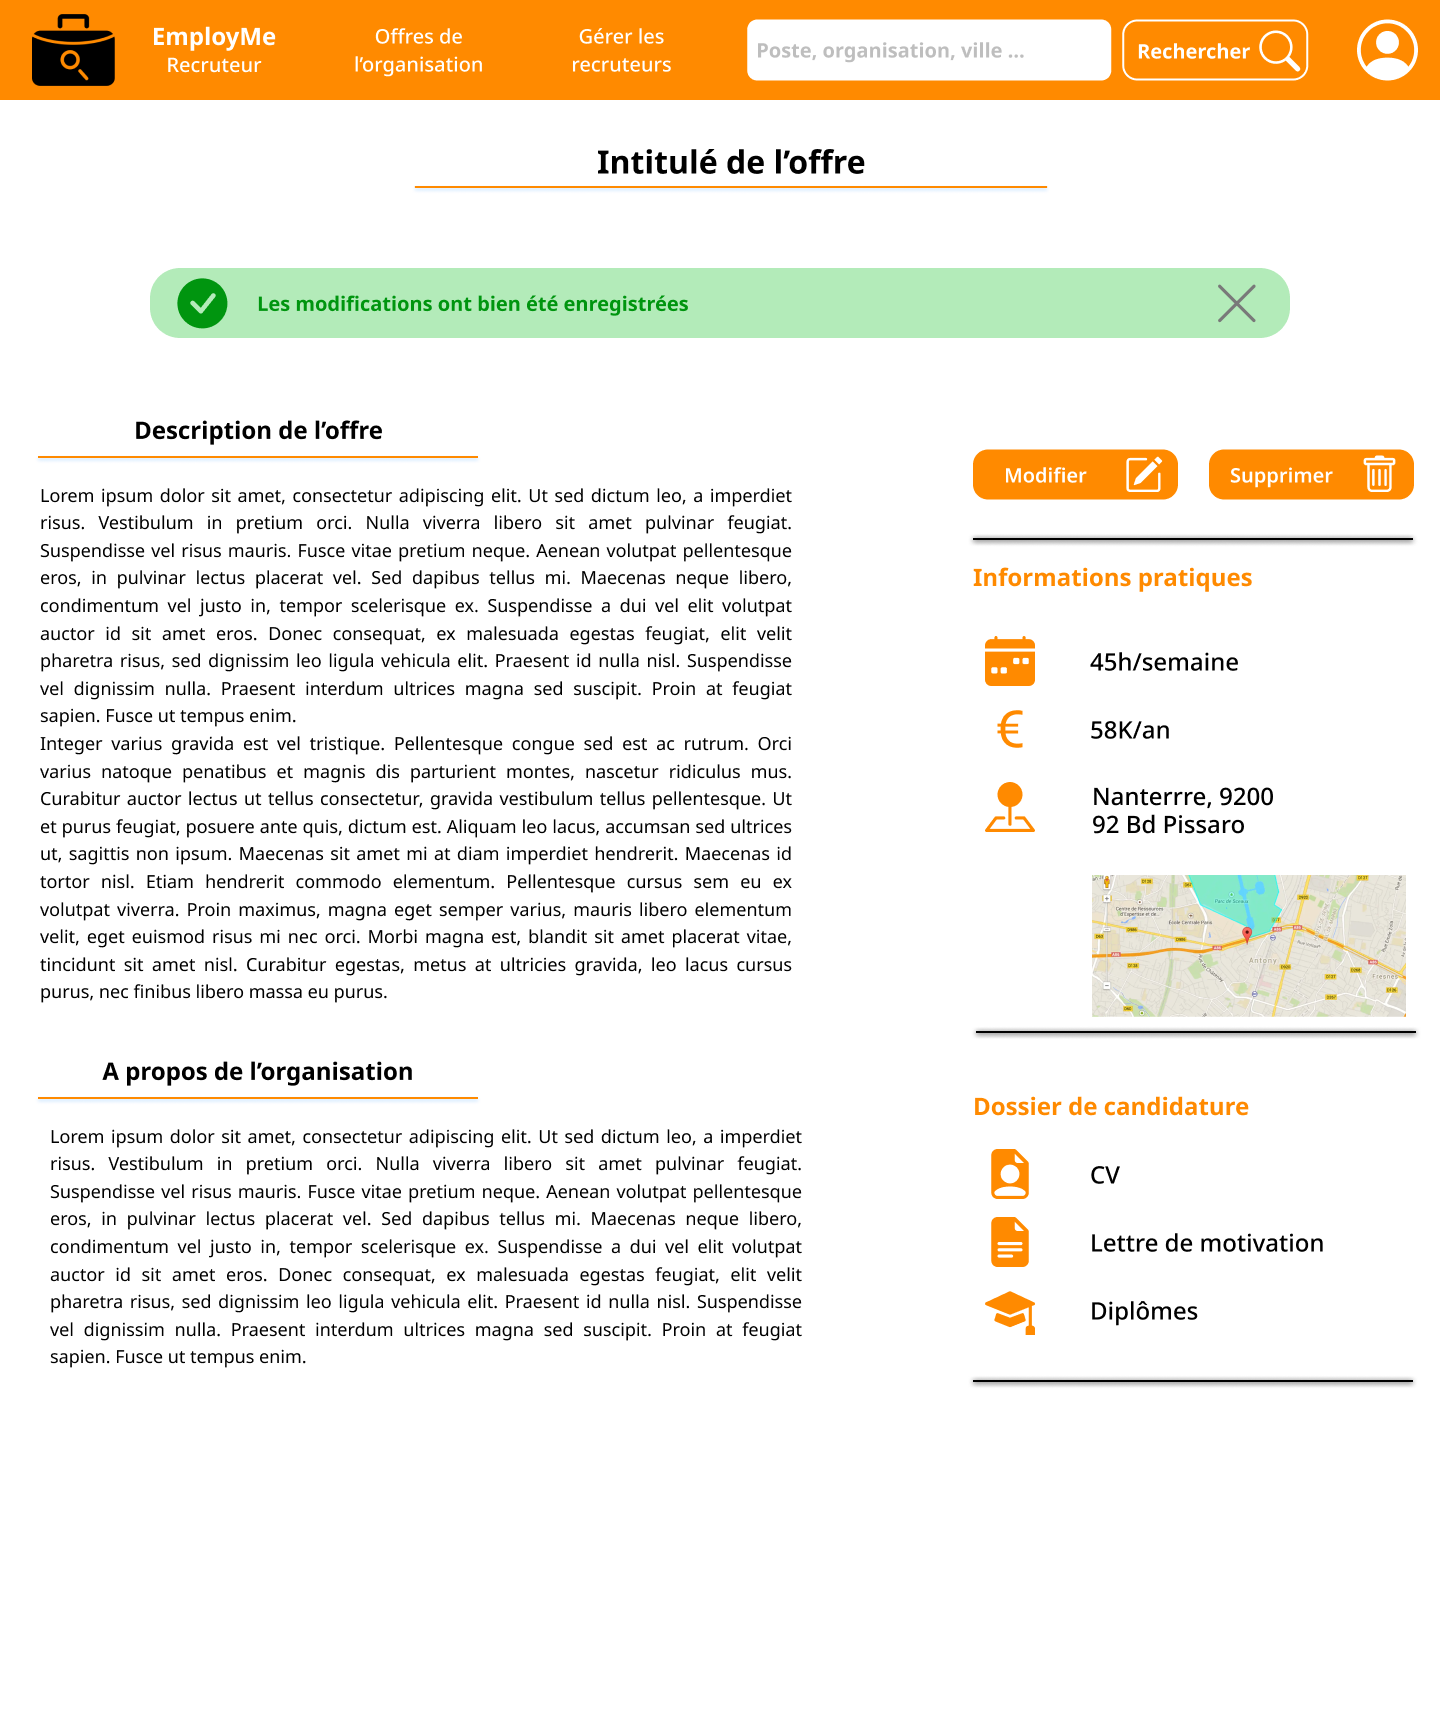 EmployMe
Recruteur
Offres de
l’organisation
Gérer les
recruteurs
Poste, organisation, ville ...
Rechercher
Intitulé de l’offre
Les modifications ont bien été enregistrées
Description de l’offre
Lorem ipsum dolor sit amet, consectetur adipiscing elit. Ut sed dictum leo, a imperdiet
risus. Vestibulum in pretium orci. Nulla viverra libero sit amet pulvinar feugiat.
Suspendisse vel risus mauris. Fusce vitae pretium neque. Aenean volutpat pellentesque
eros, in pulvinar lectus placerat vel. Sed dapibus tellus mi. Maecenas neque libero,
condimentum vel justo in, tempor scelerisque ex. Suspendisse a dui vel elit volutpat
auctor id sit amet eros. Donec consequat, ex malesuada egestas feugiat, elit velit
pharetra risus, sed dignissim leo ligula vehicula elit. Praesent id nulla nisl. Suspendisse
vel dignissim nulla. Praesent interdum ultrices magna sed suscipit. Proin at feugiat
sapien. Fusce ut tempus enim.
Integer varius gravida est vel tristique. Pellentesque congue sed est ac rutrum. Orci
varius natoque penatibus et magnis dis parturient montes, nascetur ridiculus mus.
Curabitur auctor lectus ut tellus consectetur, gravida vestibulum tellus pellentesque. Ut
et purus feugiat, posuere ante quis, dictum est. Aliquam leo lacus, accumsan sed ultrices
ut, sagittis non ipsum. Maecenas sit amet mi at diam imperdiet hendrerit. Maecenas id
tortor nisl. Etiam hendrerit commodo elementum. Pellentesque cursus sem eu ex
volutpat viverra. Proin maximus, magna eget semper varius, mauris libero elementum
velit, eget euismod risus mi nec orci. Morbi magna est, blandit sit amet placerat vitae,
tincidunt sit amet nisl. Curabitur egestas, metus at ultricies gravida, leo lacus cursus
purus, nec finibus libero massa eu purus.
A propos de l’organisation
Lorem ipsum dolor sit amet, consectetur adipiscing elit. Ut sed dictum leo, a imperdiet
risus. Vestibulum in pretium orci. Nulla viverra libero sit amet pulvinar feugiat.
Suspendisse vel risus mauris. Fusce vitae pretium neque. Aenean volutpat pellentesque
eros, in pulvinar lectus placerat vel. Sed dapibus tellus mi. Maecenas neque libero,
condimentum vel justo in, tempor scelerisque ex. Suspendisse a dui vel elit volutpat
auctor id sit amet eros. Donec consequat, ex malesuada egestas feugiat, elit velit
pharetra risus, sed dignissim leo ligula vehicula elit. Praesent id nulla nisl. Suspendisse
vel dignissim nulla. Praesent interdum ultrices magna sed suscipit. Proin at feugiat
sapien. Fusce ut tempus enim.
Modifier
Supprimer
Informations pratiques
45h/semaine
€
58K/an
Nanterrre, 9200
92 Bd Pissaro
Parc de Sceaux
École Centrale Paris
Antony
Fresnes
Dossier de candidature
CV
Lettre de motivation
Diplômes